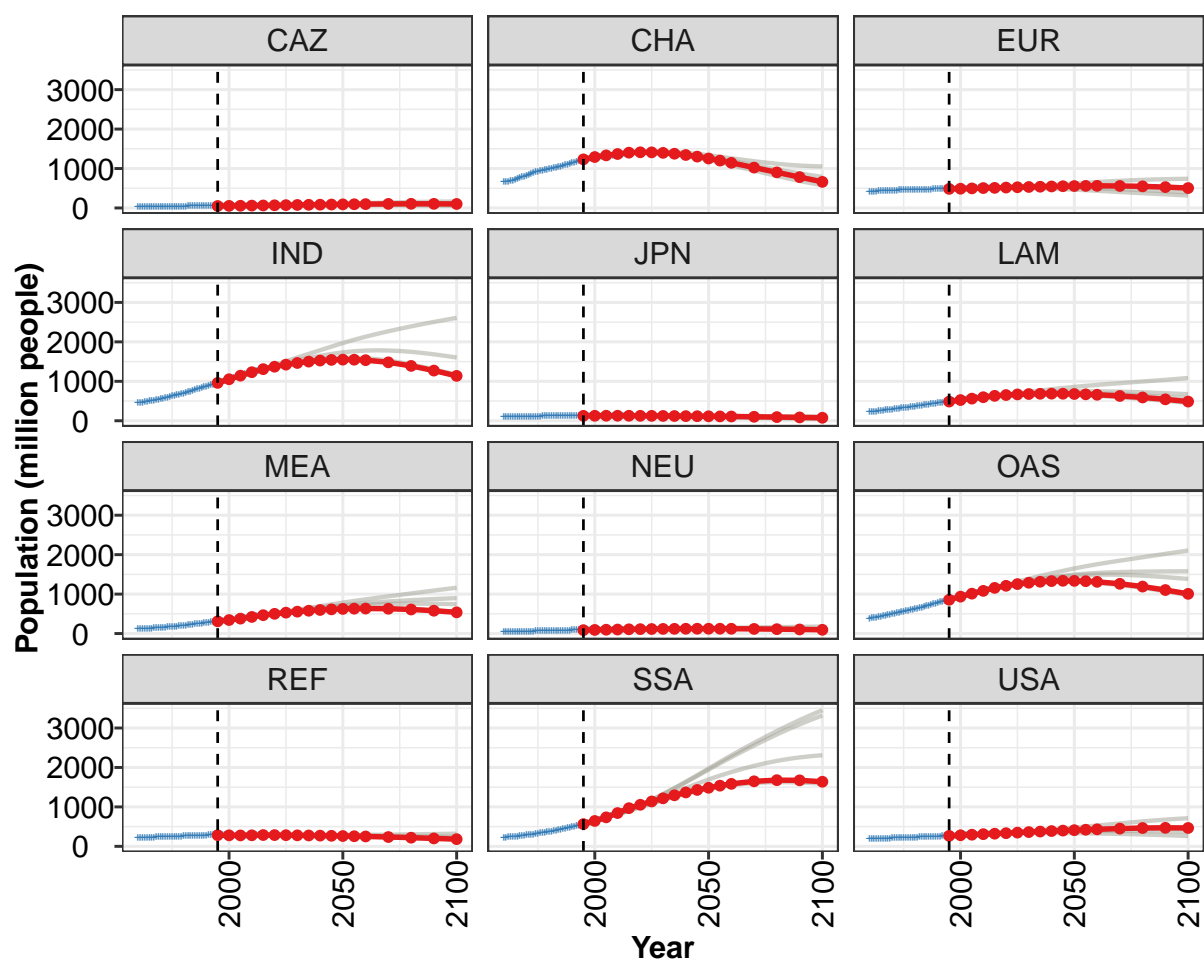 CAZ CHA EUR
3000
2000
1000
0
IND JPN LAM
3000
2000
1000
0
MEA NEU OAS
3000
2000
1000
0
REF SSA USA
3000
2000
1000
0
2000 2050 2100 2000 2050 2100 2000 2050 2100
Year
Population (million people)